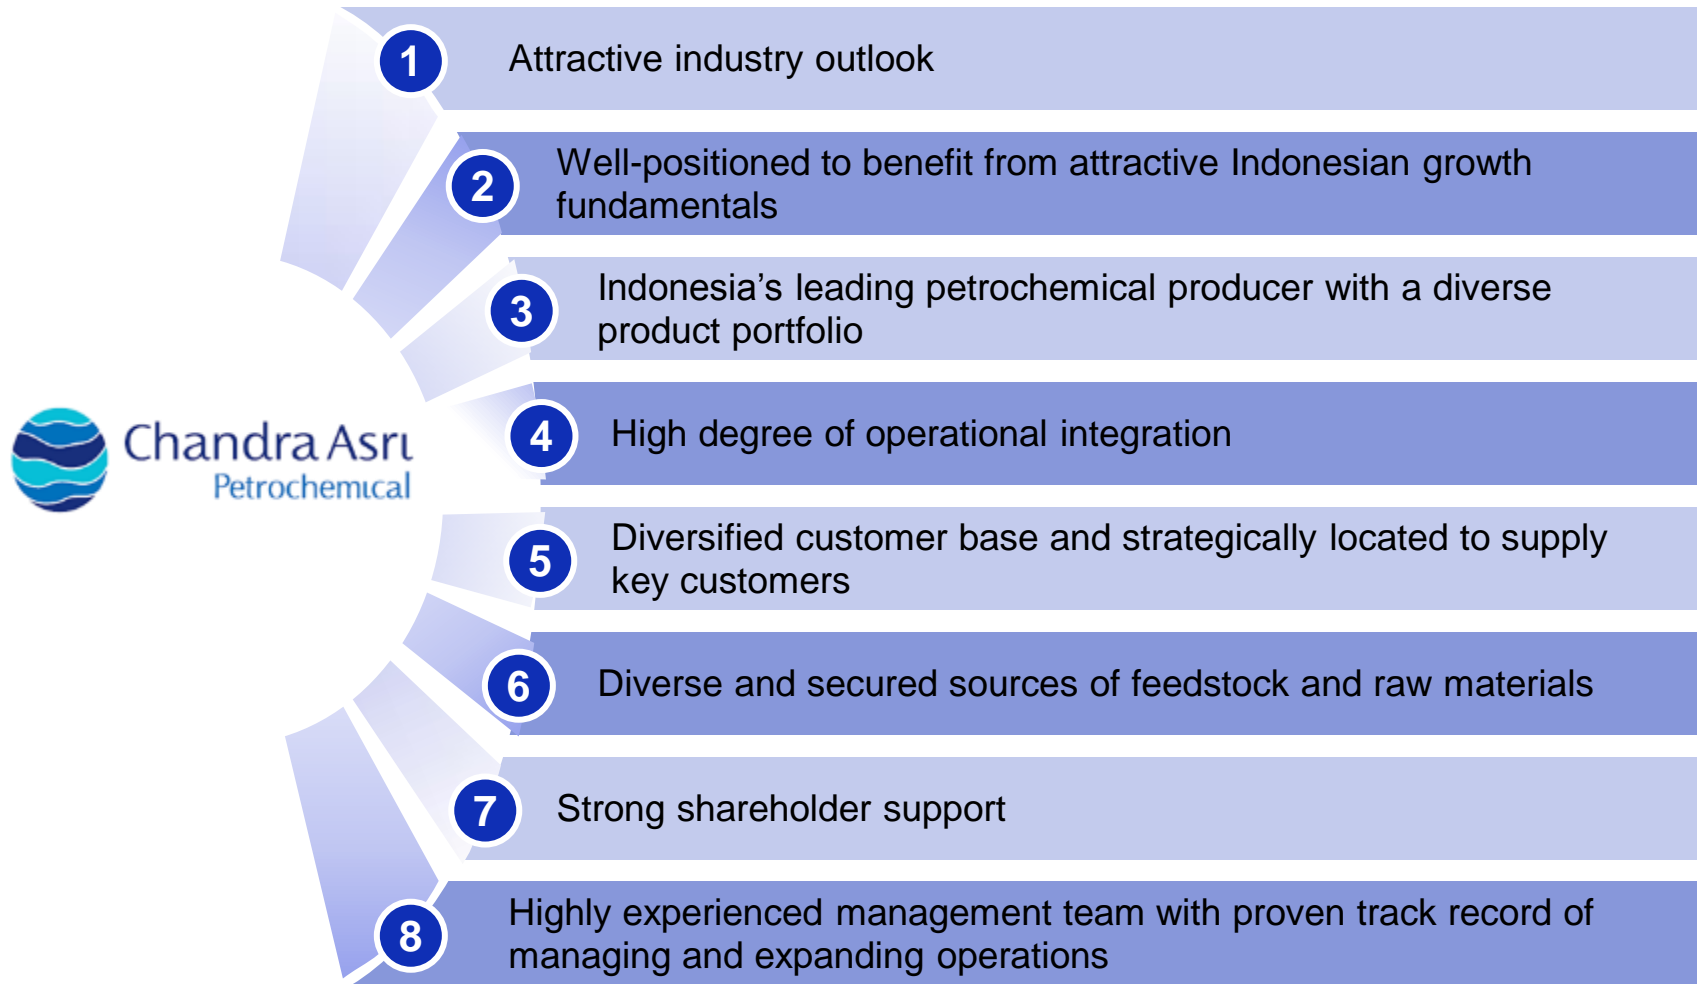 1
Attractive industry outlook
2
Well-positioned to benefit from attractive Indonesian growth
fundamentals
3
Indonesia’s leading petrochemical producer with a diverse
product portfolio
Chandra Asri
Petrochemical
4
High degree of operational integration
5
Diversified customer base and strategically located to supply
key customers
6
Diverse and secured sources of feedstock and raw materials
7
Strong shareholder support
8
Highly experienced management team with proven track record of
managing and expanding operations